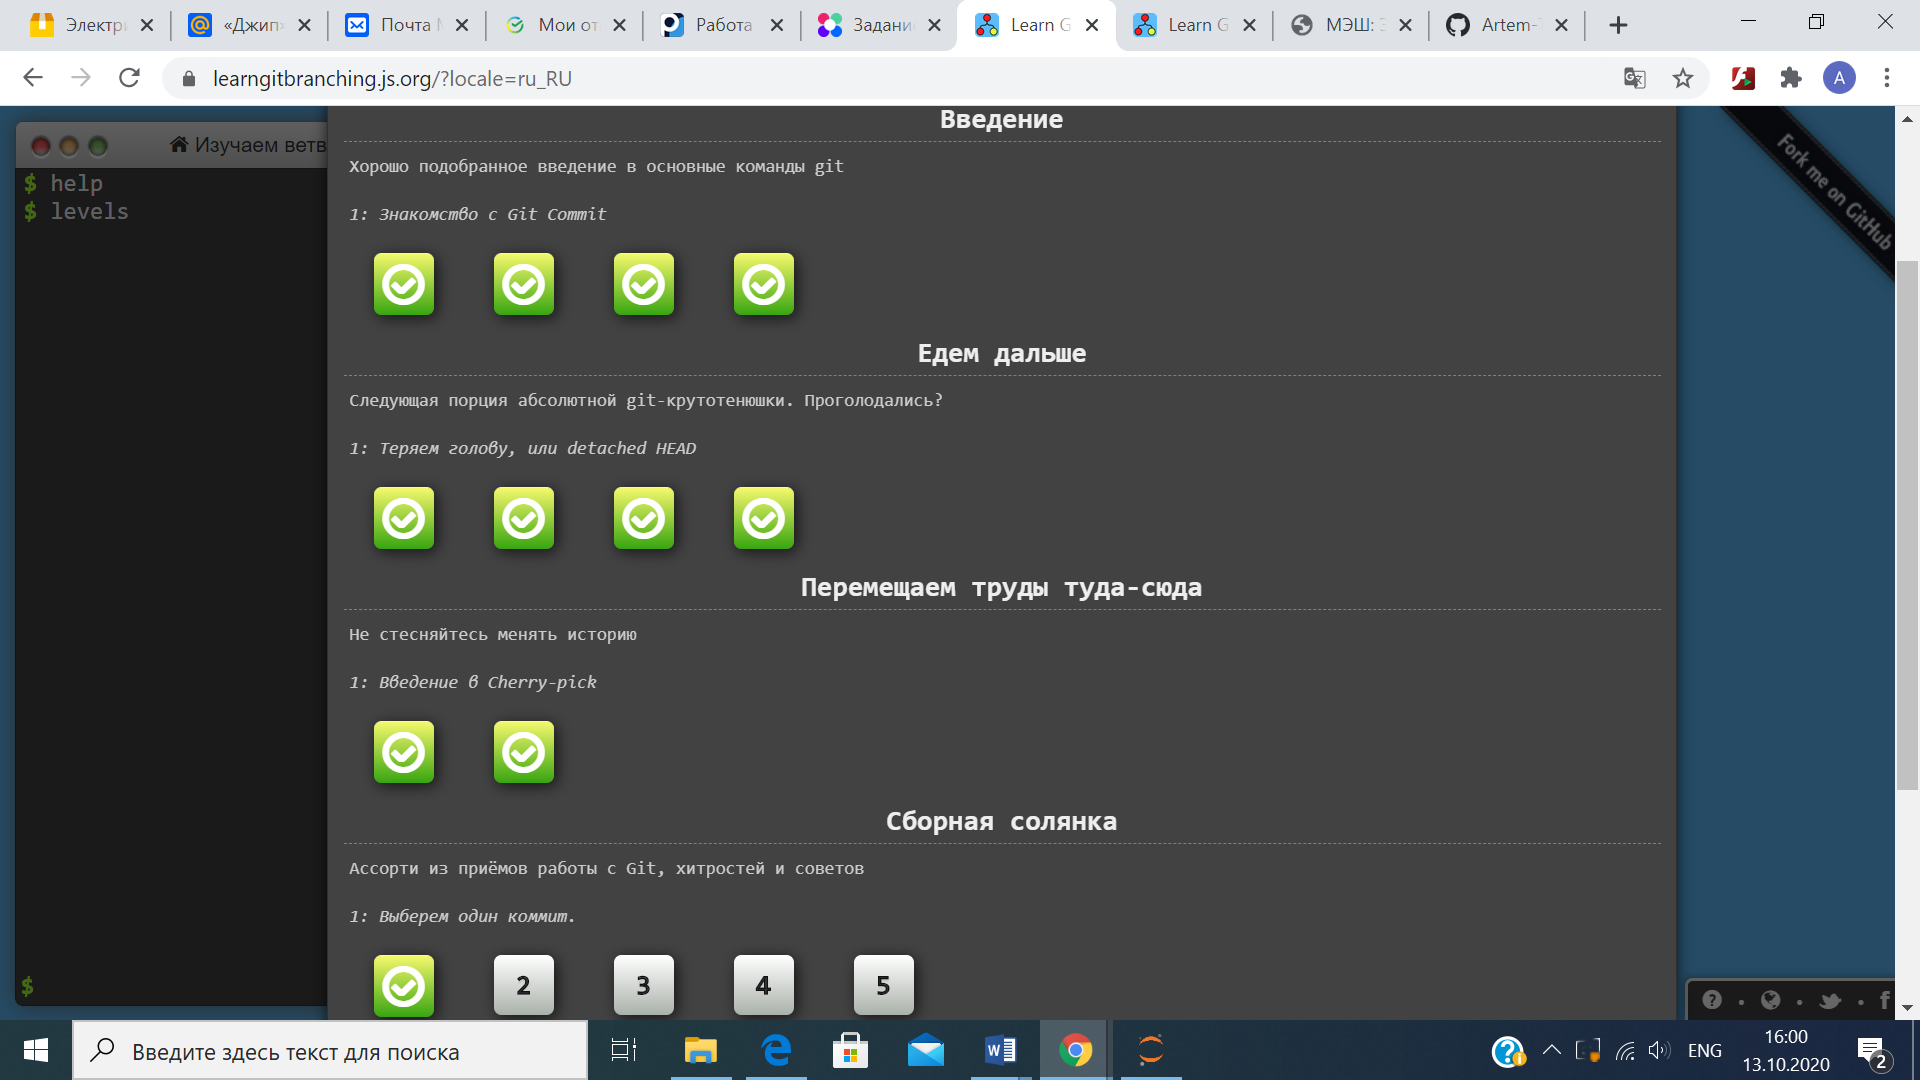 Электр
«Джип
Почта
Мои от
Работа
Задани
Learn G
Learn G
МЭШ:
Artem-
learngitbranching.js.org/?locale=ru_RU
A
Изучаем ветв
$ help
$ levels
$
Введение
Хорошо подобранное введение в основные команды git
1: Знакомство с Git Commit
Едем дальше
Следующая порция абсолютной git-крутотенюшки. Проголодались?
1: Теряем голову, или detached HEAD
Перемещаем труды туда-сюда
Не стесняйтесь менять историю
1: Введение в Cherry-pick
Сборная солянка
Ассорти из приёмов работы с Git, хитростей и советов
1: Выберем один коммит.
2 3 4 5
Fork me on GitHub
Введите здесь текст для поиска
ENG
16:00
13.10.2020
2